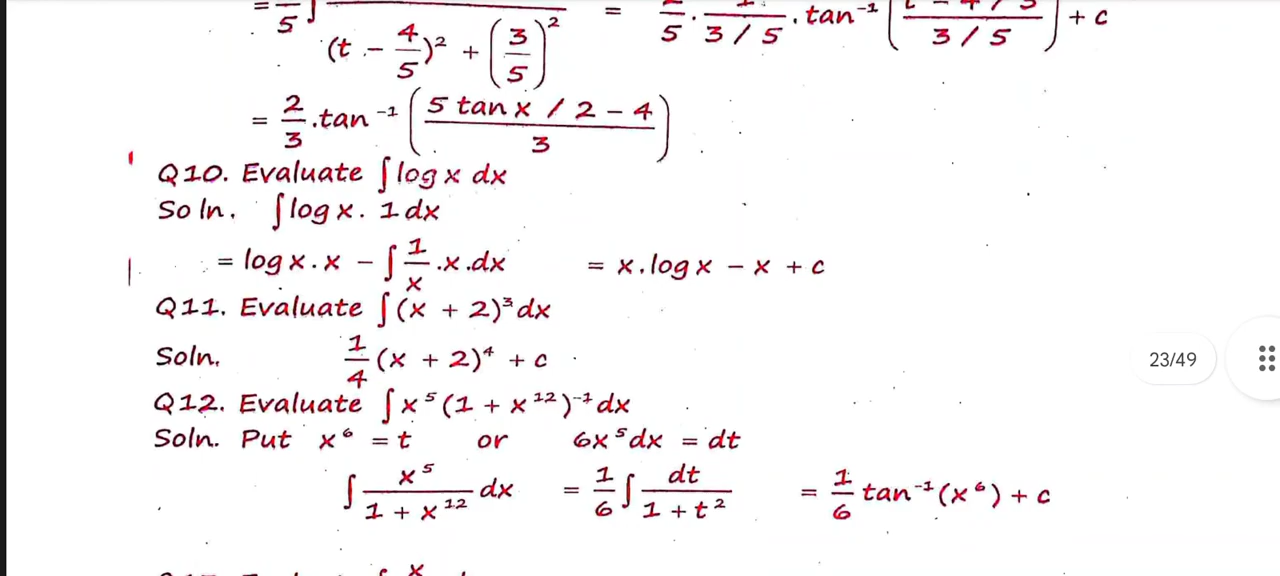 = 5 ∫ (t - 4/5)² + (3/5)² = 5 . 3/5 . tan⁻¹ ( 3/5 ) + c
= 2/3 .tan⁻¹ ( 5 tan x / 2 - 4 / 3 )
Q10. Evaluate ∫ log x dx
Soln. ∫ log x. 1 dx
= log x . x - ∫ 1/x .x .dx = x. log x - x + c
Q11. Evaluate ∫ (x + 2)³ dx
Soln. 1/4 (x + 2)⁴ + c
23/49
Q12. Evaluate ∫ x⁵ (1 + x¹²)⁻¹ dx
Soln. Put x⁶ = t or 6x⁵ dx = dt
∫ x⁵/(1 + x¹²) dx = 1/6 ∫ dt/(1 + t²) = 1/6 tan⁻¹ (x⁶) + c